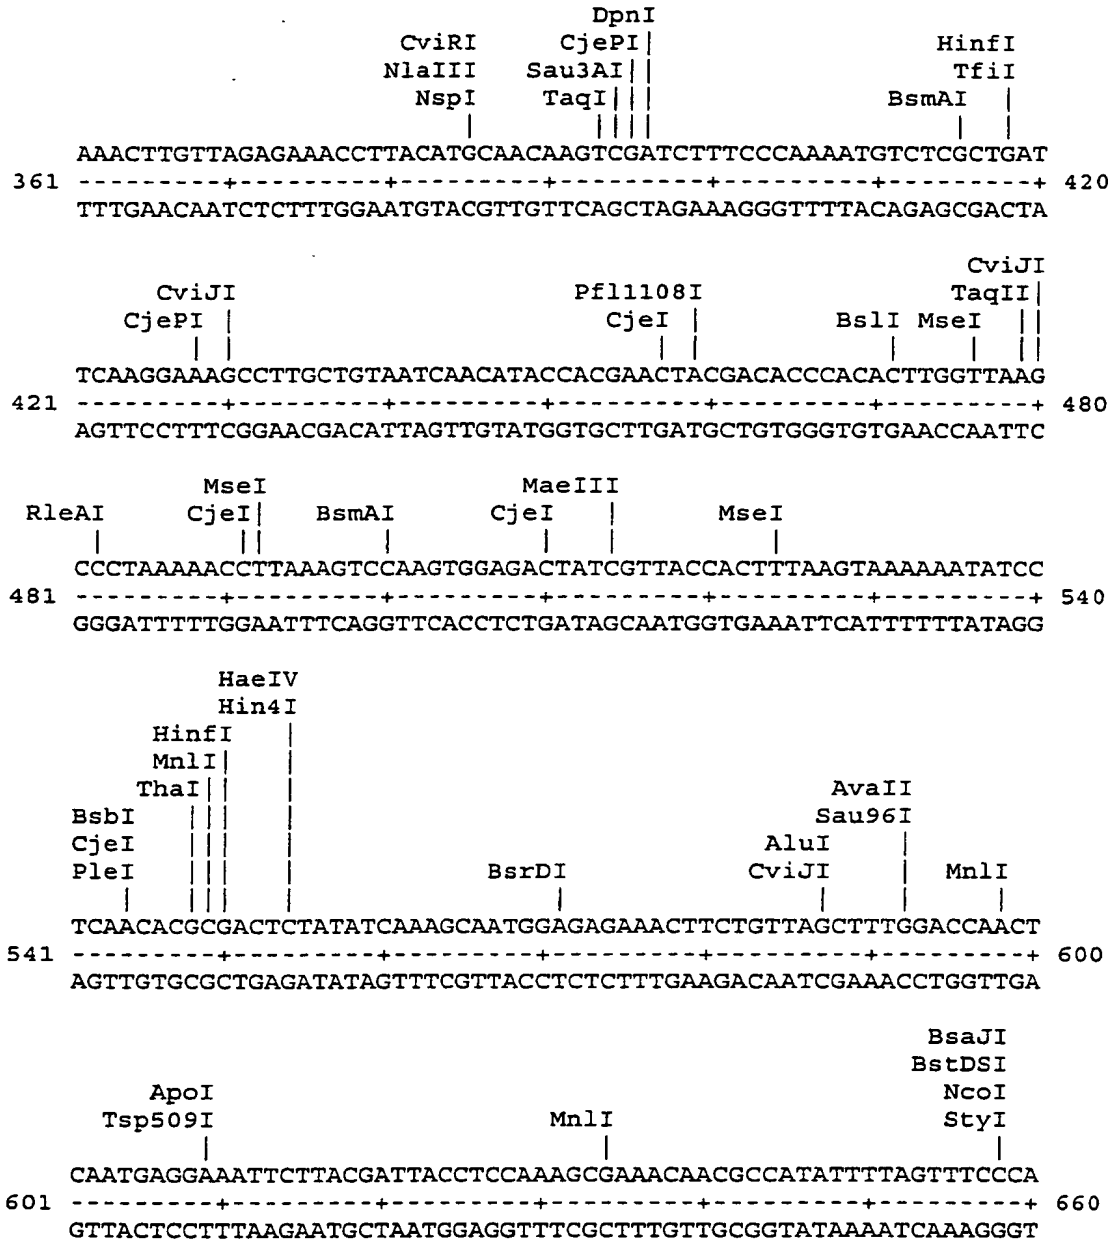 DpnI
CviRI CjePI HinfI
NlaIII Sau3AI TfiI
NspI TaqI BsmAI
AAACTTGTTAGAGAAACCTTACATGCAACAAGTCGATCTTTCCCAAAATGTCTCGCTGAT
361 ---------+---------+---------+---------+---------+---------+ 420
TTTGAACAATCTCTTTGGAATGTACGTTGTTCAGCTAGAAAGGGTTTTACAGAGCGACTA
CviJI
CviJI Pfl1108I TaqII
CjePI CjeI BslI MseI
TCAAGGAAAGCCTTGCTGTAATCAACATACCACGAACTACGACACCCACACTTGGTTAAG
421 ---------+---------+---------+---------+---------+---------+ 480
AGTTCCTTTCGGAACGACATTAGTTGTATGGTGCTTGATGCTGTGGGTGTGAACCAATTC
MseI MaeIII
RleAI CjeI BsmAI CjeI MseI
CCCTAAAAACCTTAAAGTCCAAGTGGAGACTATCGTTACCACTTTAAGTAAAAAATATCC
481 ---------+---------+---------+---------+---------+---------+ 540
GGGATTTTTGGAATTTCAGGTTCACCTCTGATAGCAATGGTGAAATTCATTTTTTATAGG
HaeIV
Hin4I
HinfI
MnlI
ThaI AvaII
BsbI Sau96I
CjeI AluI
PleI BsrDI CviJI MnlI
TCAACACGCGACTCTATATCAAAGCAATGGAGAGAAACTTCTGTTAGCTTTGGACCAACT
541 ---------+---------+---------+---------+---------+---------+ 600
AGTTGTGCGCTGAGATATAGTTTCGTTACCTCTCTTTGAAGACAATCGAAACCTGGTTGA
BsaJI
BstDSI
ApoI NcoI
Tsp509I MnlI StyI
CAATGAGGAAATTCTTACGATTACCTCCAAAGCGAAACAACGCCATATTTTAGTTTCCCA
601 ---------+---------+---------+---------+---------+---------+ 660
GTTACTCCTTTAAGAATGCTAATGGAGGTTTCGCTTTGTTGCGGTATAAAATCAAAGGGT